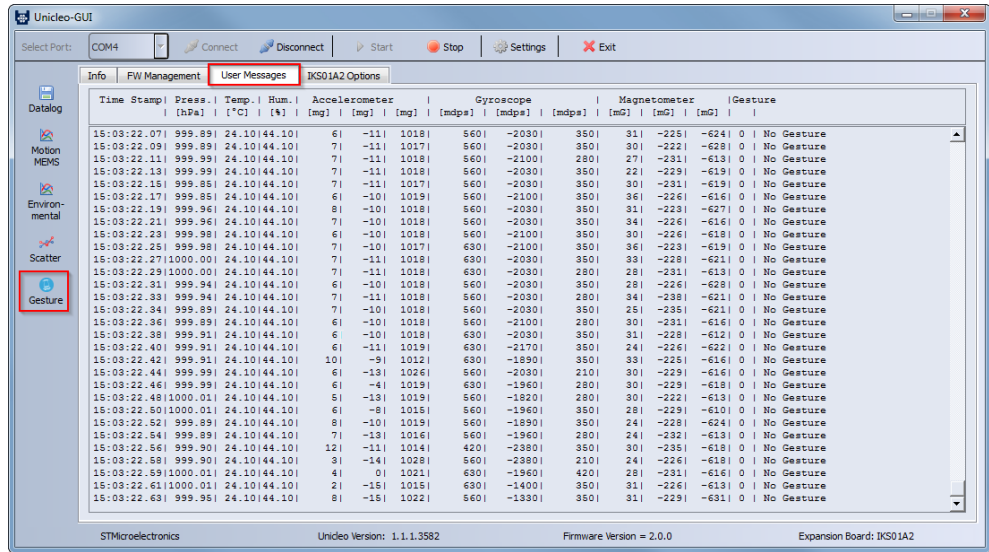 Unicleo-GUI
Select Port: COM4 Connect Disconnect Start Stop Settings Exit
Info FW Management User Messages IKS01A2 Options
Datalog
Motion MEMS
Environ-mental
Scatter
Gesture
Time Stamp| Press.| Temp.| Hum.| Accelerometer | Gyroscope | Magnetometer |Gesture
| [hPa] | [°C] | [%] | [mg] | [mg] | [mg] | [mdps] | [mdps] | [mdps] | [mG] | [mG] | [mG] | |
15:03:22.07| 999.89| 24.10|44.10| 6| -11| 1018| 560| -2030| 350| 31| -225| -624| 0 | No Gesture
15:03:22.09| 999.89| 24.10|44.10| 7| -11| 1017| 560| -2030| 350| 30| -222| -628| 0 | No Gesture
15:03:22.11| 999.99| 24.10|44.10| 7| -11| 1018| 560| -2100| 280| 27| -231| -613| 0 | No Gesture
15:03:22.13| 999.99| 24.10|44.10| 7| -11| 1018| 560| -2030| 350| 22| -229| -619| 0 | No Gesture
15:03:22.15| 999.85| 24.10|44.10| 7| -11| 1017| 560| -2030| 350| 30| -231| -619| 0 | No Gesture
15:03:22.17| 999.85| 24.10|44.10| 6| -10| 1019| 560| -2100| 350| 36| -226| -616| 0 | No Gesture
15:03:22.19| 999.96| 24.10|44.10| 8| -10| 1018| 560| -2030| 350| 31| -223| -627| 0 | No Gesture
15:03:22.21| 999.96| 24.10|44.10| 7| -10| 1018| 560| -2030| 350| 34| -226| -616| 0 | No Gesture
15:03:22.23| 999.98| 24.10|44.10| 7| -10| 1018| 560| -2100| 350| 30| -226| -618| 0 | No Gesture
15:03:22.25| 999.98| 24.10|44.10| 7| -10| 1017| 630| -2100| 350| 36| -223| -619| 0 | No Gesture
15:03:22.27|1000.00| 24.10|44.10| 7| -11| 1018| 630| -2030| 350| 33| -228| -621| 0 | No Gesture
15:03:22.29|1000.00| 24.10|44.10| 7| -11| 1018| 630| -2030| 280| 28| -231| -613| 0 | No Gesture
15:03:22.31| 999.94| 24.10|44.10| 6| -10| 1018| 560| -2030| 350| 28| -226| -628| 0 | No Gesture
15:03:22.33| 999.94| 24.10|44.10| 7| -11| 1018| 560| -2030| 280| 34| -238| -621| 0 | No Gesture
15:03:22.34| 999.89| 24.10|44.10| 7| -10| 1018| 560| -2030| 350| 25| -235| -621| 0 | No Gesture
15:03:22.36| 999.89| 24.10|44.10| 6| -10| 1018| 560| -2100| 280| 30| -231| -616| 0 | No Gesture
15:03:22.38| 999.91| 24.10|44.10| 6| -10| 1018| 630| -2030| 350| 31| -228| -612| 0 | No Gesture
15:03:22.40| 999.91| 24.10|44.10| 6| -11| 1019| 630| -2170| 350| 24| -226| -622| 0 | No Gesture
15:03:22.42| 999.91| 24.10|44.10| 10| -9| 1012| 630| -1890| 350| 33| -225| -616| 0 | No Gesture
15:03:22.44| 999.99| 24.10|44.10| 6| -13| 1026| 560| -2030| 210| 30| -229| -616| 0 | No Gesture
15:03:22.46| 999.99| 24.10|44.10| 6| -4| 1019| 630| -1960| 280| 30| -229| -618| 0 | No Gesture
15:03:22.48|1000.01| 24.10|44.10| 5| -13| 1019| 560| -1820| 280| 30| -222| -613| 0 | No Gesture
15:03:22.50|1000.01| 24.10|44.10| 6| -8| 1015| 560| -1960| 350| 28| -229| -610| 0 | No Gesture
15:03:22.52| 999.89| 24.10|44.10| 8| -10| 1019| 560| -1890| 350| 24| -228| -624| 0 | No Gesture
15:03:22.54| 999.89| 24.10|44.10| 7| -13| 1016| 560| -1960| 280| 24| -232| -613| 0 | No Gesture
15:03:22.56| 999.90| 24.10|44.10| 12| -11| 1014| 420| -2380| 350| 30| -235| -618| 0 | No Gesture
15:03:22.58| 999.90| 24.10|44.10| 3| -14| 1028| 560| -2380| 210| 24| -226| -618| 0 | No Gesture
15:03:22.59|1000.01| 24.10|44.10| 4| 0| 1021| 630| -1960| 420| 28| -231| -616| 0 | No Gesture
15:03:22.61|1000.01| 24.10|44.10| 2| -15| 1015| 630| -1400| 350| 31| -226| -613| 0 | No Gesture
15:03:22.63| 999.95| 24.10|44.10| 8| -15| 1022| 560| -1330| 350| 31| -229| -631| 0 | No Gesture
STMicroelectronics Unicleo Version: 1.1.1.3582 Firmware Version = 2.0.0 Expansion Board: IKS01A2